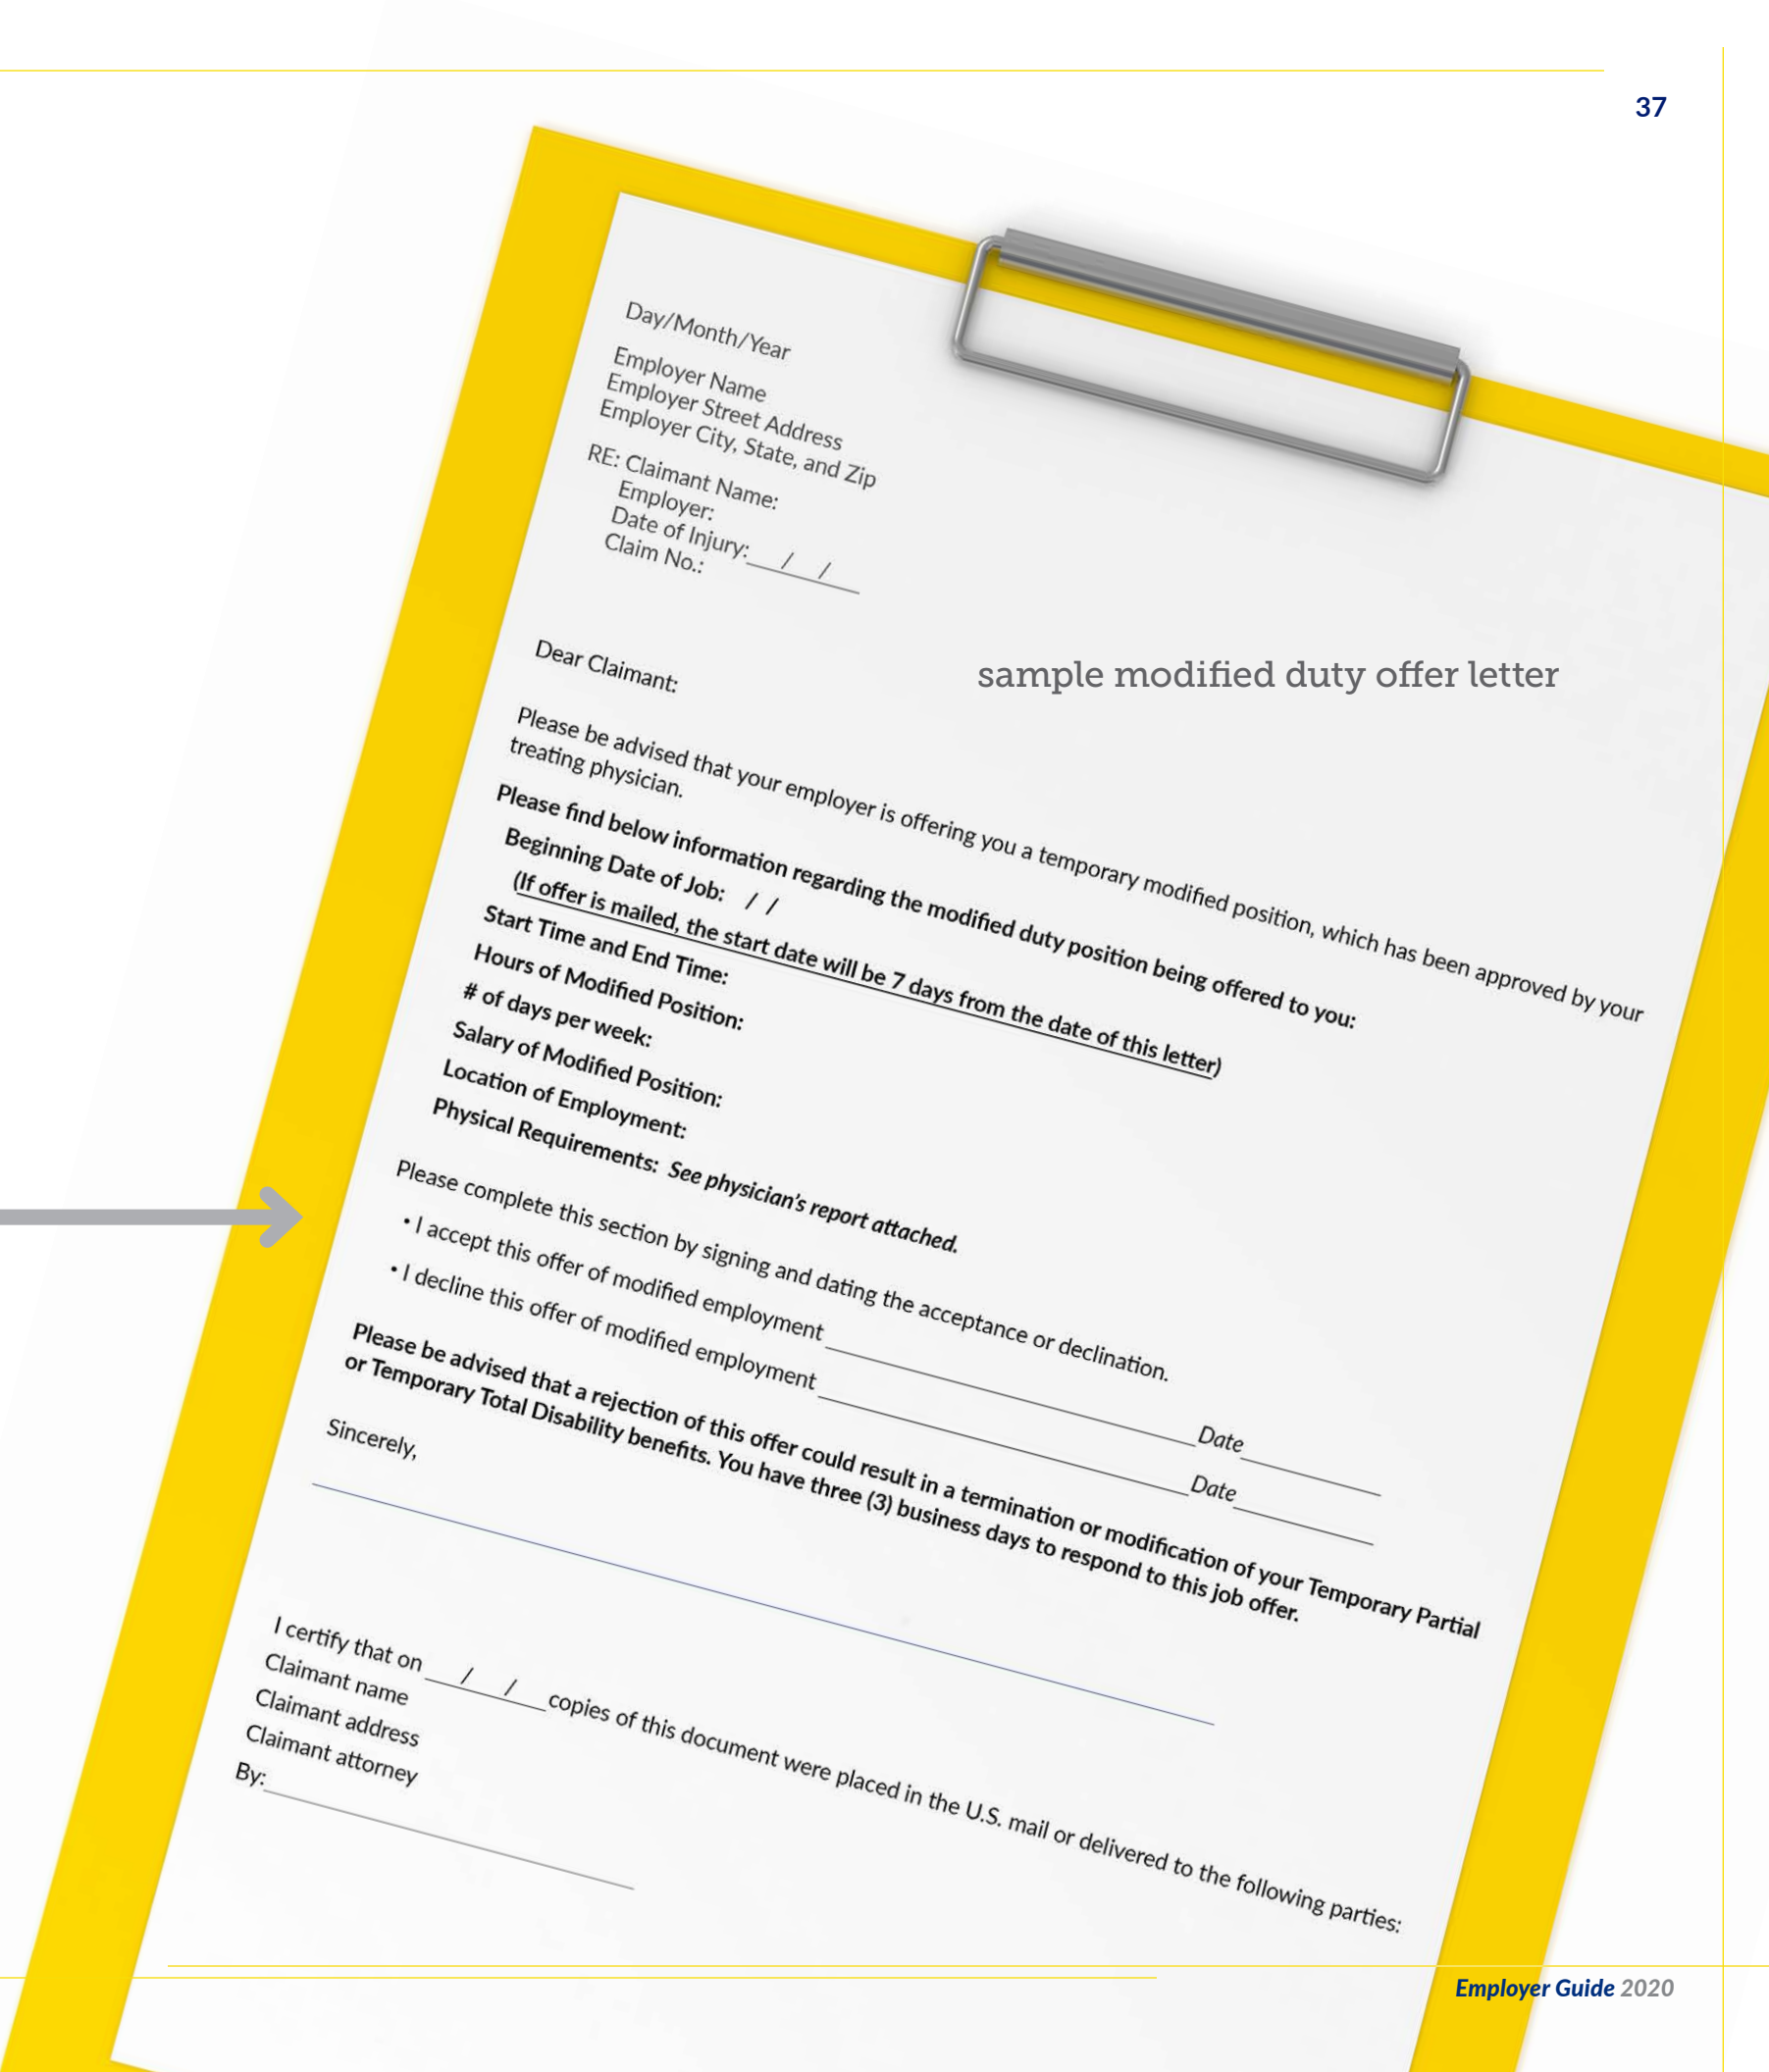 37
Day/Month/Year
Employer Name
Employer Street Address
Employer City, State, and Zip
RE: Claimant Name:
Employer:
Date of Injury:___/___/___
Claim No.:
sample modified duty offer letter
Dear Claimant:
Please be advised that your employer is offering you a temporary modified position, which has been approved by your
treating physician.
Please find below information regarding the modified duty position being offered to you:
Beginning Date of Job: / /
(If offer is mailed, the start date will be 7 days from the date of this letter)
Start Time and End Time:
Hours of Modified Position:
# of days per week:
Salary of Modified Position:
Location of Employment:
Physical Requirements: See physician's report attached.
Please complete this section by signing and dating the acceptance or declination.
• I accept this offer of modified employment______________________________Date____________
• I decline this offer of modified employment______________________________Date____________
Please be advised that a rejection of this offer could result in a termination or modification of your Temporary Partial
or Temporary Total Disability benefits. You have three (3) business days to respond to this job offer.
Sincerely,
I certify that on ___/___/___ copies of this document were placed in the U.S. mail or delivered to the following parties:
Claimant name
Claimant address
Claimant attorney
By:______________________________
Employer Guide 2020